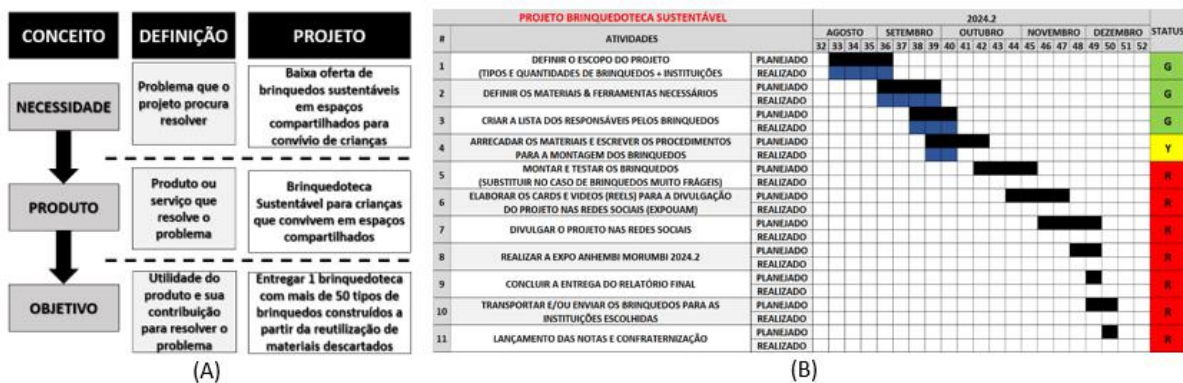 CONCEITO
DEFINIÇÃO
PROJETO
NECESSIDADE
Problema que o
projeto procura
resolver
Baixa oferta de
brinquedos sustentáveis
em espaços
compartilhados para
convívio de crianças
PRODUTO
Produto ou
serviço que
resolve o
problema
Brinquedoteca
Sustentável para crianças
que convivem em espaços
compartilhados
OBJETIVO
Utilidade do
produto e sua
contribuição
para resolver o
problema
Entregar 1 brinquedoteca
com mais de 50 tipos de
brinquedos construídos a
partir da reutilização de
materiais descartados
(A)
PROJETO BRINQUEDOTECA SUSTENTÁVEL
2024.2
STATUS
# ATIVIDADES
AGOSTO SETEMBRO OUTUBRO NOVEMBRO DEZEMBRO
32 33 34 35 36 37 38 39 40 41 42 43 44 45 46 47 48 49 50 51 52
1
DEFINIR O ESCOPO DO PROJETO
(TIPOS E QUANTIDADES DE BRINQUEDOS + INSTITUIÇÕES
PLANEJADO
REALIZADO
G
2
DEFINIR OS MATERIAIS & FERRAMENTAS NECESSÁRIOS
PLANEJADO
REALIZADO
G
3
CRIAR A LISTA DOS RESPONSÁVEIS PELOS BRINQUEDOS
PLANEJADO
REALIZADO
G
4
ARRECADAR OS MATERIAIS E ESCREVER OS PROCEDIMENTOS
PARA A MONTAGEM DOS BRINQUEDOS
PLANEJADO
REALIZADO
Y
5
MONTAR E TESTAR OS BRINQUEDOS
(SUBSTITUIR NO CASO DE BRINQUEDOS MUITO FRÁGEIS)
PLANEJADO
REALIZADO
R
6
ELABORAR OS CARDS E VIDEOS (REELS) PARA A DIVULGAÇÃO
DO PROJETO NAS REDES SOCIAIS (EXPOUAM)
PLANEJADO
REALIZADO
R
7
DIVULGAR O PROJETO NAS REDES SOCIAIS
PLANEJADO
REALIZADO
R
8
REALIZAR A EXPO ANHEMBI MORUMBI 2024.2
PLANEJADO
REALIZADO
R
9
CONCLUIR A ENTREGA DO RELATÓRIO FINAL
PLANEJADO
REALIZADO
R
10
TRANSPORTAR E/OU ENVIAR OS BRINQUEDOS PARA AS
INSTITUIÇÕES ESCOLHIDAS
PLANEJADO
REALIZADO
R
11
LANÇAMENTO DAS NOTAS E CONFRATERNIZAÇÃO
PLANEJADO
REALIZADO
R
(B)